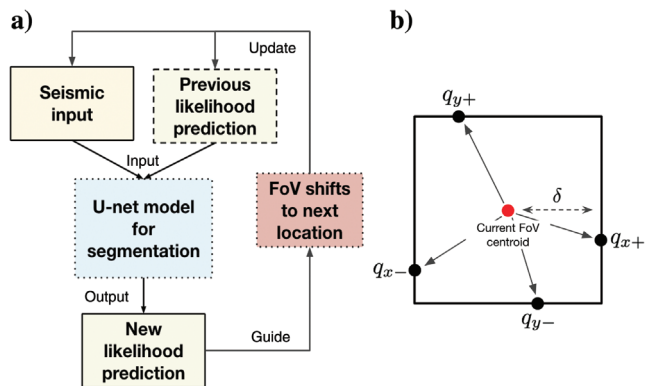 a)
Update
Seismic
input
Previous
likelihood
prediction
Input
U-net model
for
segmentation
FoV shifts
to next
location
Output
New
likelihood
prediction
Guide
b)
q_{y+}
δ
Current FoV
centroid
q_{x+}
q_{x−}
q_{y−}